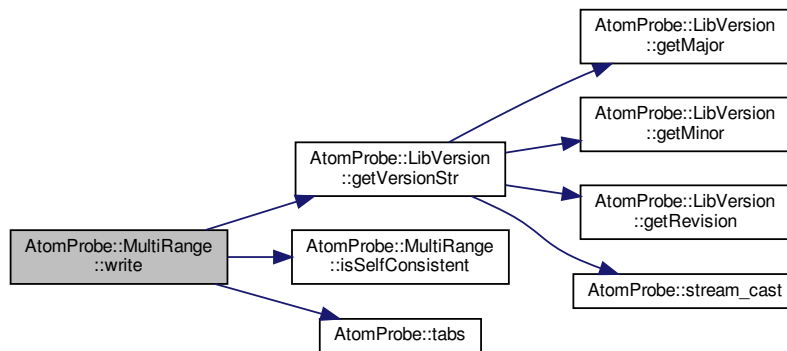 AtomProbe::LibVersion
::getMajor
AtomProbe::LibVersion
::getMinor
AtomProbe::LibVersion
::getVersionStr
AtomProbe::LibVersion
::getRevision
AtomProbe::MultiRange
::write
AtomProbe::MultiRange
::isSelfConsistent
AtomProbe::stream_cast
AtomProbe::tabs